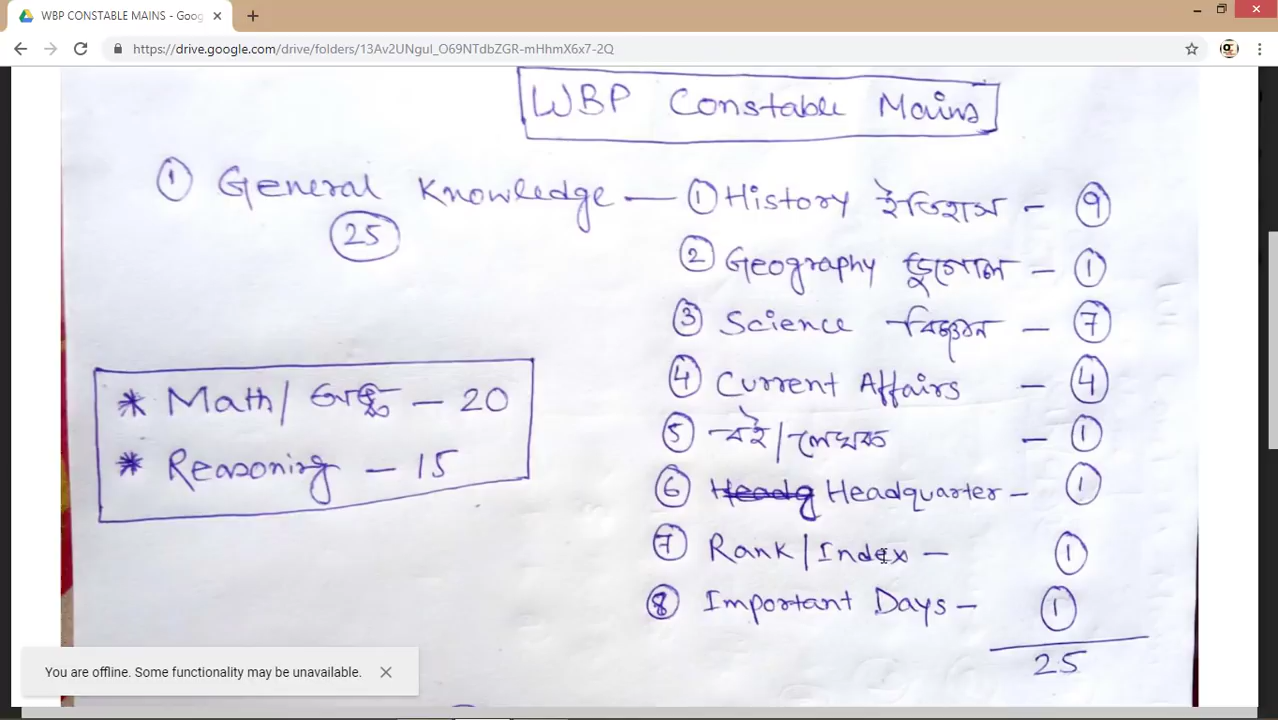 WBP CONSTABLE MAINS - Goog
https://drive.google.com/drive/folders/13Av2UNgul_O69NTdbZGR-mHhmX6x7-2Q
WBP Constable Mains
① General Knowledge — ① History ইতিহাস - ⑨
25
② Geography ভূগোল - ①
③ Science বিজ্ঞান - ⑦
* Math/ অঙ্ক - 20
④ Current Affairs - ④
⑤ বই/লেখক - ①
* Reasoning - 15
⑥ Headq Headquarter - ①
⑦ Rank/Index - ①
⑧ Important Days - ①
25
You are offline. Some functionality may be unavailable.